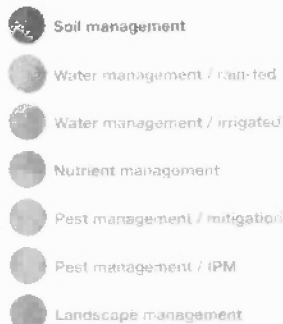 Soil management
Water management / rain-fed
Water management / irrigated
Nutrient management
Pest management / mitigation
Pest management / IPM
Landscape management